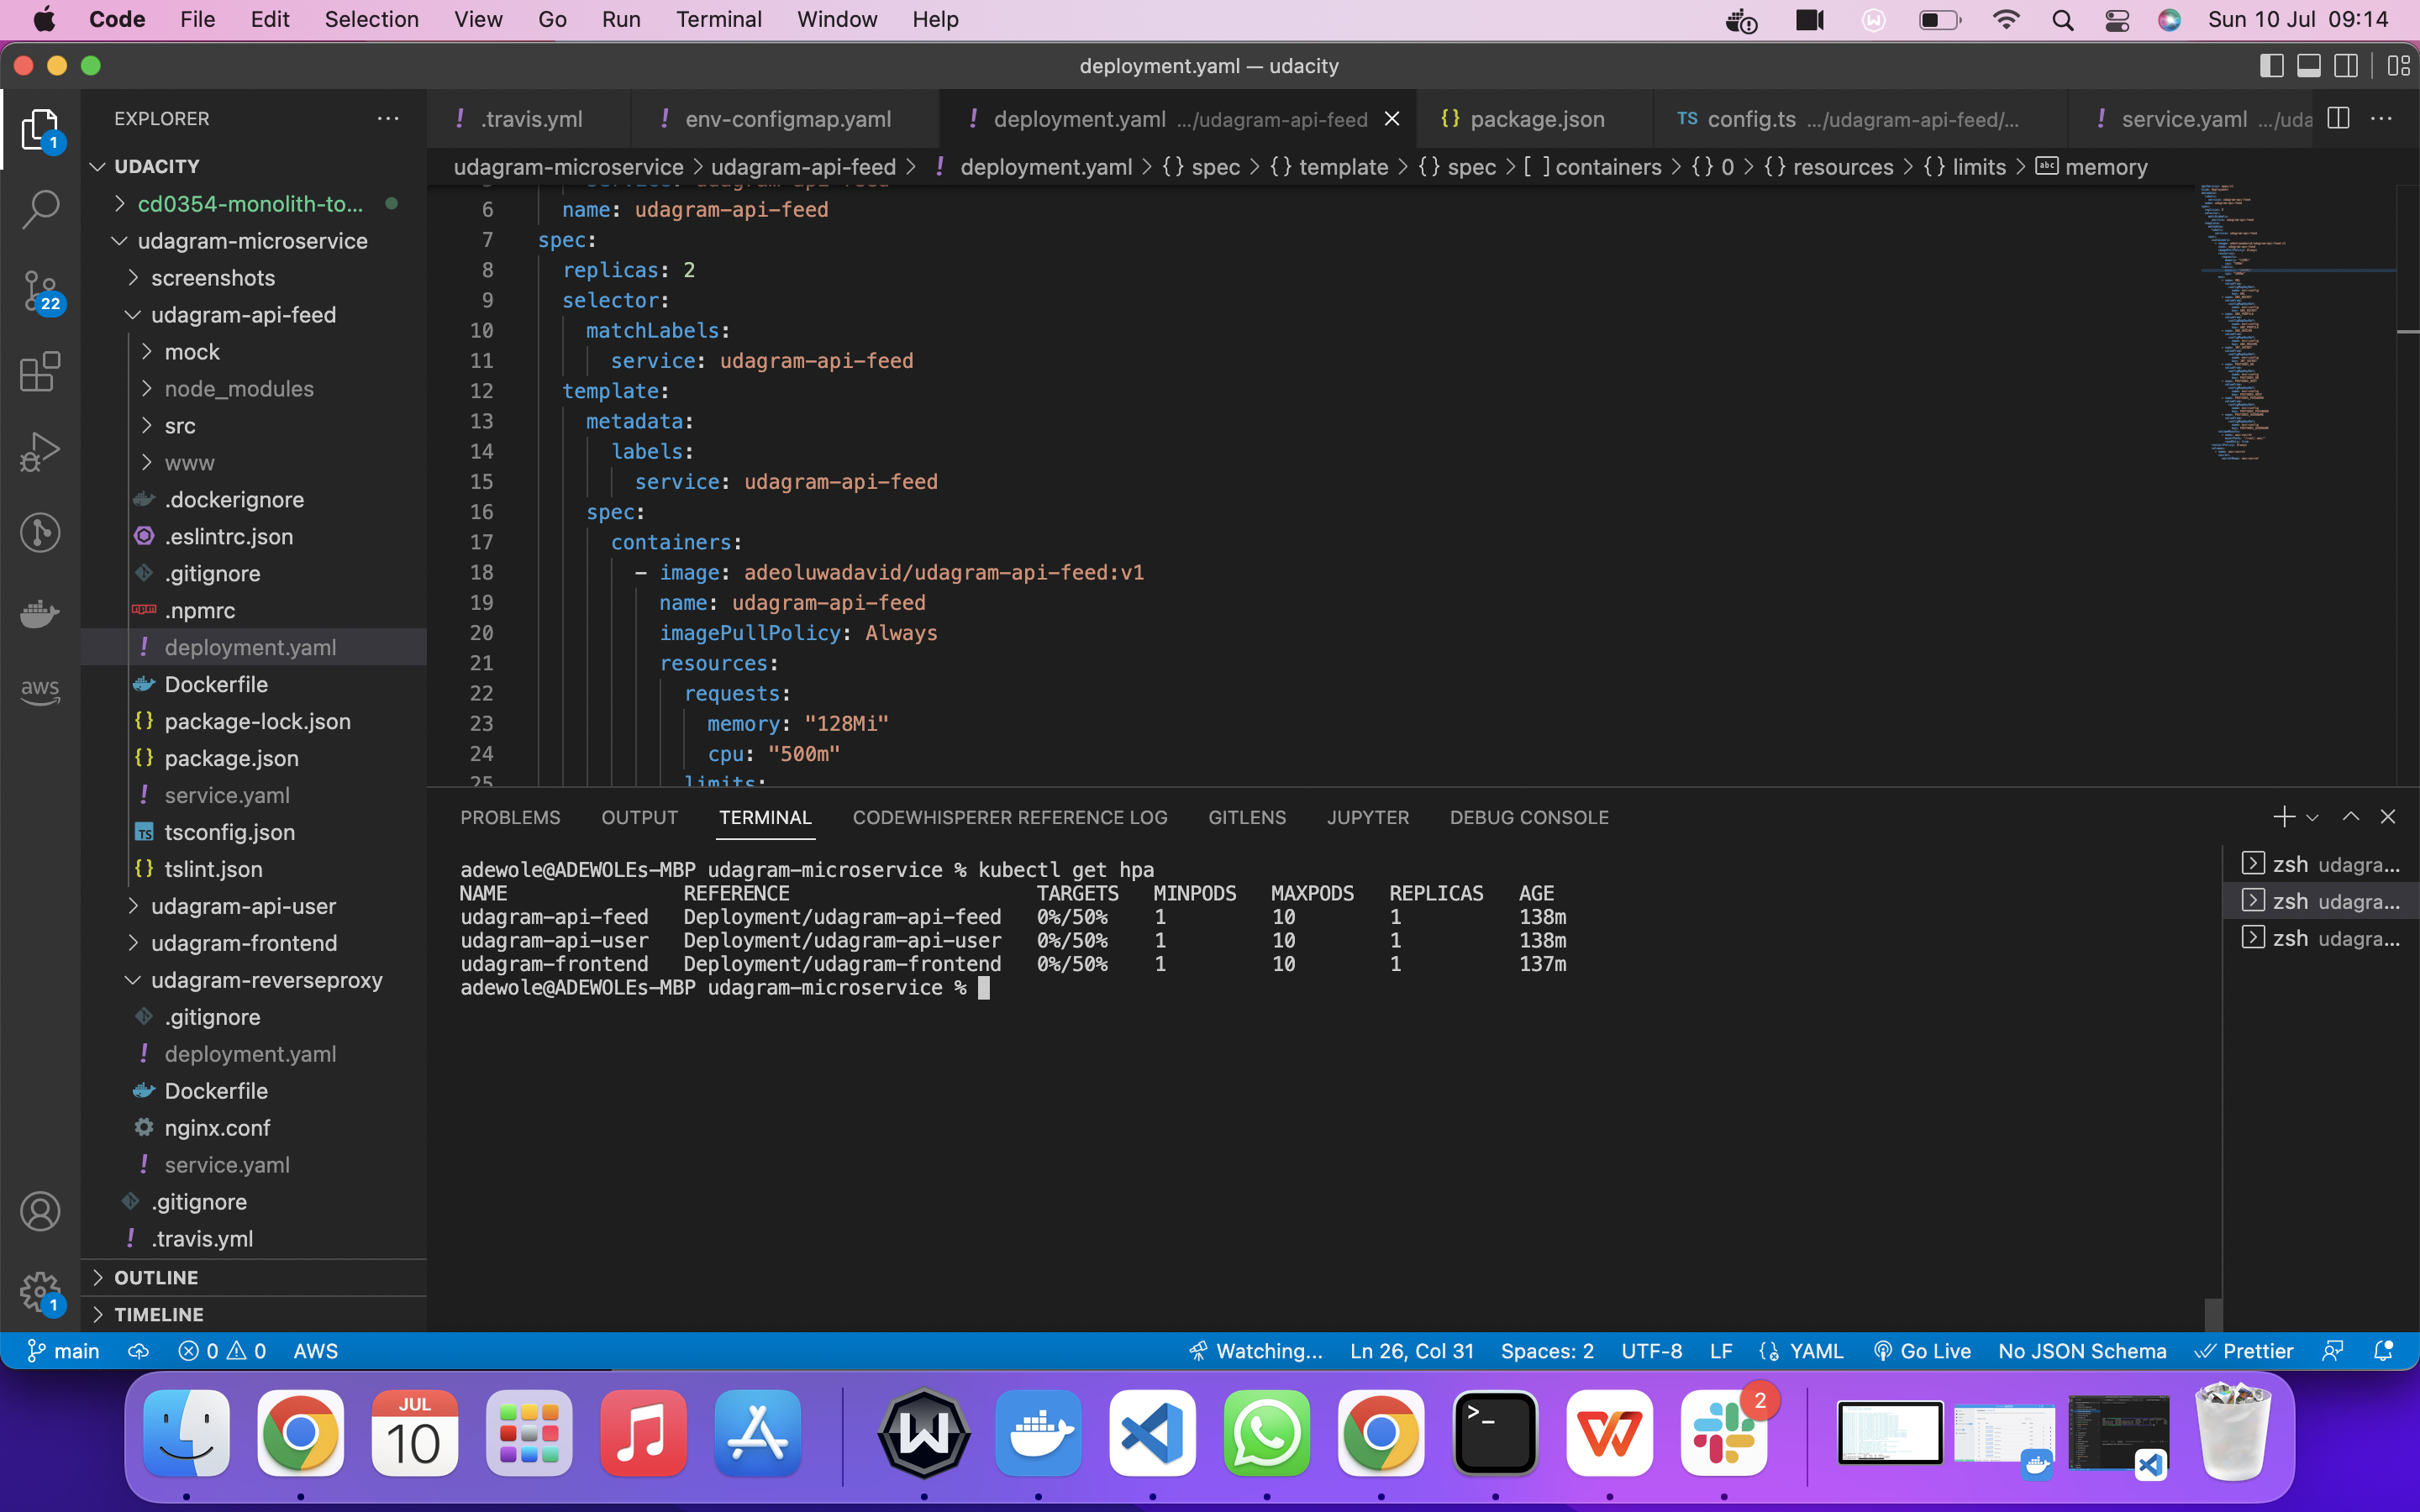 Code File Edit Selection View Go Run Terminal Window Help Sun 10 Jul 09:14
deployment.yaml — udacity
EXPLORER
.travis.yml env-configmap.yaml deployment.yaml .../udagram-api-feed package.json config.ts .../udagram-api-feed/... service.yaml .../uda
udagram-microservice > udagram-api-feed > deployment.yaml > {} spec > {} template > {} spec > [ ] containers > {} 0 > {} resources > {} limits > memory
UDACITY
cd0354-monolith-to...
udagram-microservice
screenshots
udagram-api-feed
mock
node_modules
src
www
.dockerignore
.eslintrc.json
.gitignore
.npmrc
deployment.yaml
Dockerfile
package-lock.json
package.json
service.yaml
tsconfig.json
tslint.json
udagram-api-user
udagram-frontend
udagram-reverseproxy
.gitignore
deployment.yaml
Dockerfile
nginx.conf
service.yaml
.gitignore
.travis.yml
OUTLINE
TIMELINE
1
22
aws
1
6 name: udagram-api-feed
7 spec:
8 replicas: 2
9 selector:
10 matchLabels:
11 service: udagram-api-feed
12 template:
13 metadata:
14 labels:
15 service: udagram-api-feed
16 spec:
17 containers:
18 - image: adeoluwadavid/udagram-api-feed:v1
19 name: udagram-api-feed
20 imagePullPolicy: Always
21 resources:
22 requests:
23 memory: "128Mi"
24 cpu: "500m"
25 limits:
PROBLEMS OUTPUT TERMINAL CODEWHISPERER REFERENCE LOG GITLENS JUPYTER DEBUG CONSOLE
adewole@ADEWOLEs-MBP udagram-microservice % kubectl get hpa
NAME REFERENCE TARGETS MINPODS MAXPODS REPLICAS AGE
udagram-api-feed Deployment/udagram-api-feed 0%/50% 1 10 1 138m
udagram-api-user Deployment/udagram-api-user 0%/50% 1 10 1 138m
udagram-frontend Deployment/udagram-frontend 0%/50% 1 10 1 137m
adewole@ADEWOLEs-MBP udagram-microservice %
zsh udagra...
zsh udagra...
zsh udagra...
main 0 0 AWS Watching... Ln 26, Col 31 Spaces: 2 UTF-8 LF YAML Go Live No JSON Schema Prettier
JUL
10
2